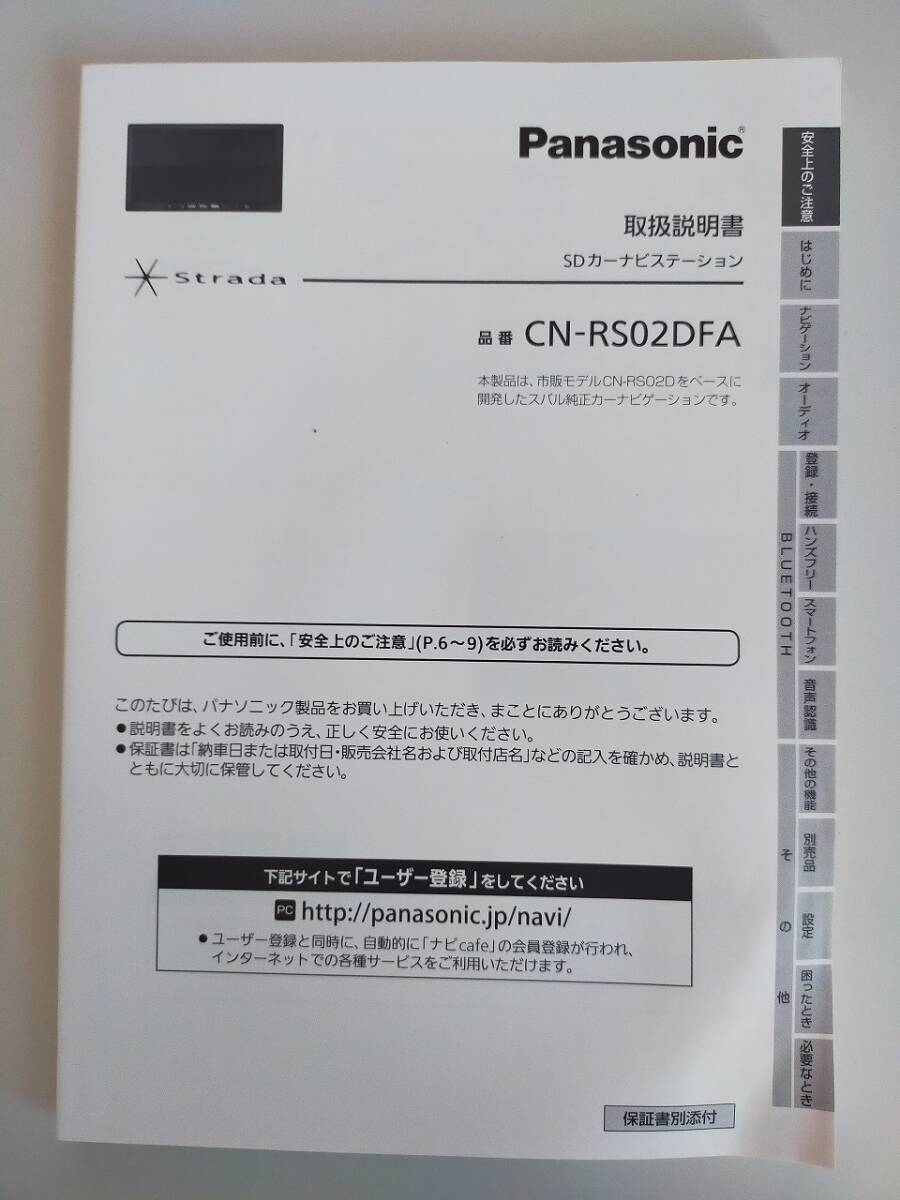 Panasonic®
取扱説明書
SDカーナビステーション
Strada
品番 CN-RS02DFA
本製品は、市販モデルCN-RS02Dをベースに
開発したスバル純正カーナビゲーションです。
ご使用前に、「安全上のご注意」(P.6～9)を必ずお読みください。
このたびは、パナソニック製品をお買い上げいただき、まことにありがとうございます。
●説明書をよくお読みのうえ、正しく安全にお使いください。
●保証書は「納車日または取付日・販売会社名および取付店名」などの記入を確かめ、説明書と
ともに大切に保管してください。
下記サイトで「ユーザー登録」をしてください
PC http://panasonic.jp/navi/
●ユーザー登録と同時に、自動的に「ナビcafe」の会員登録が行われ、
インターネットでの各種サービスをご利用いただけます。
保証書別添付
安全上のご注意
はじめに
ナビゲーション
オーディオ
BLUETOOTH
登録・接続
ハンズフリー
スマートフォン
音声認識
その他
その他の機能
別売品
設定
困ったとき
必要なとき